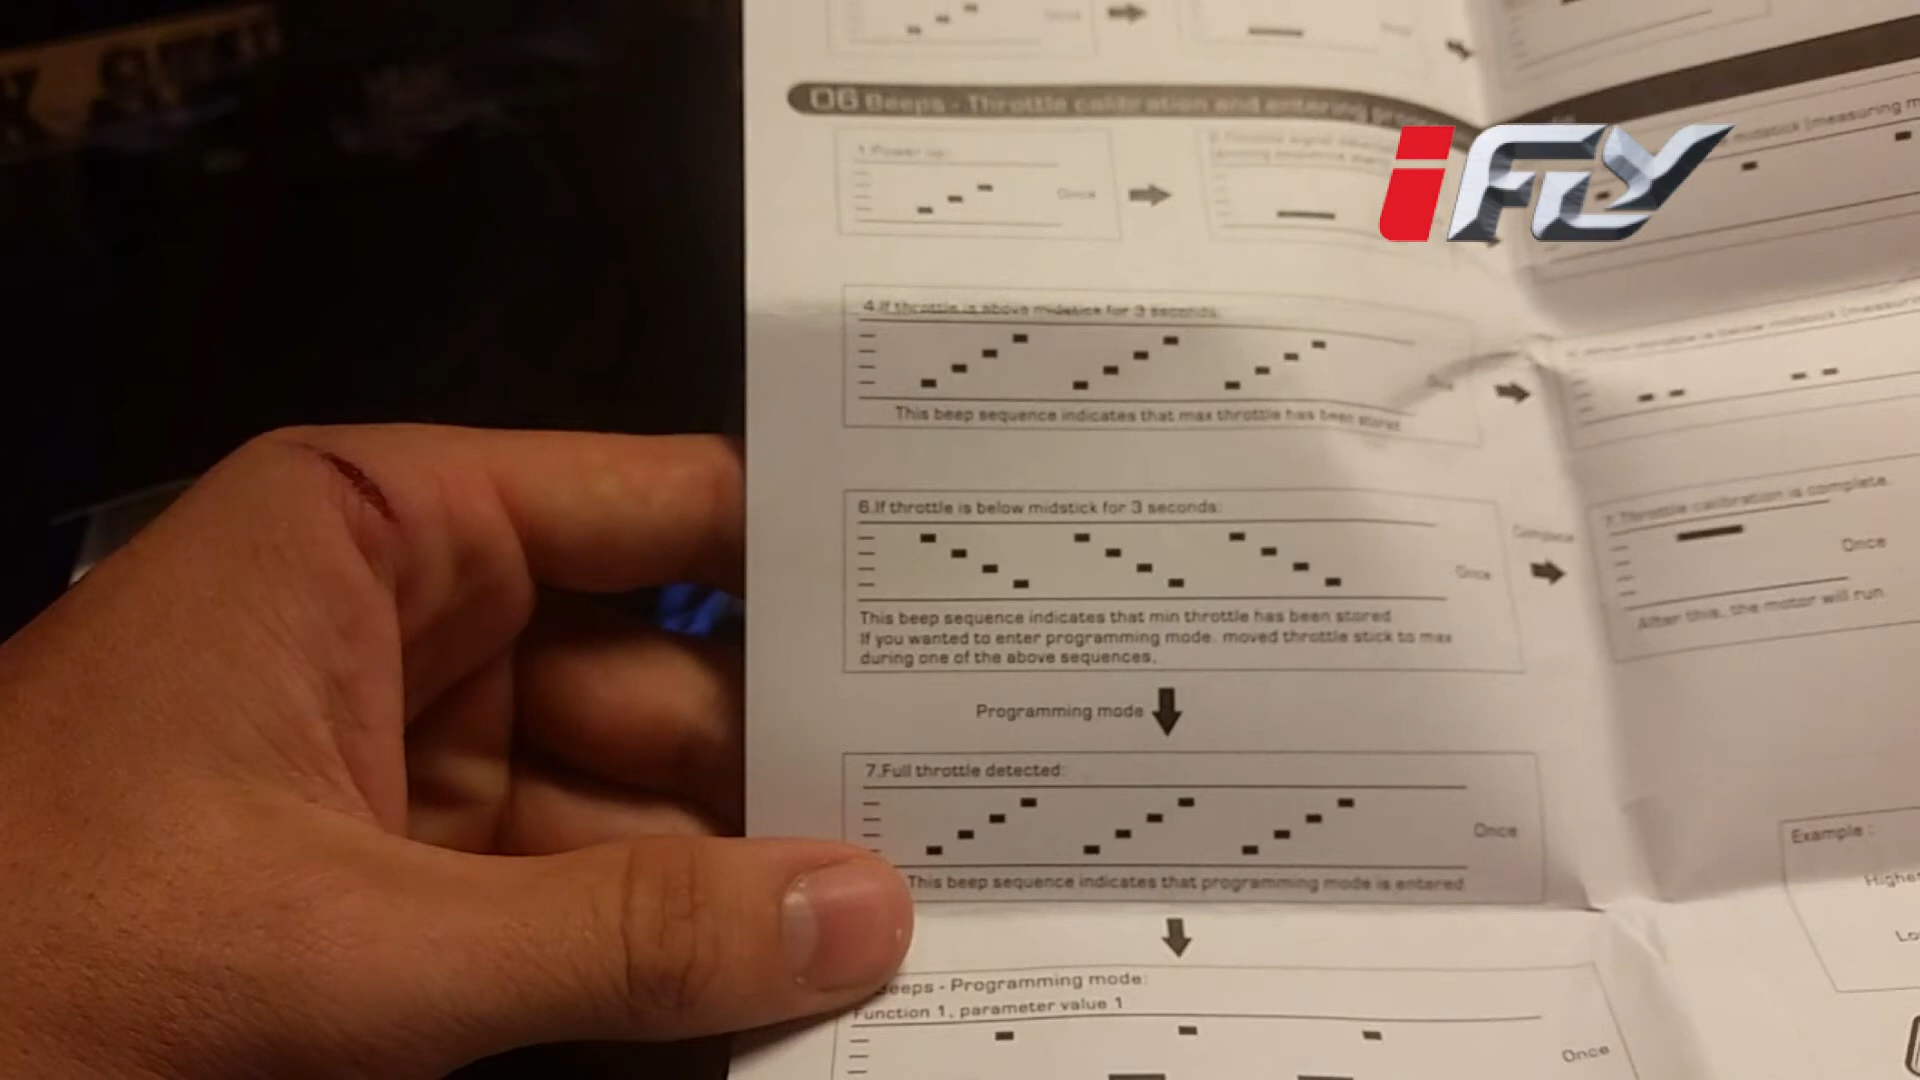 Once
06 Beeps - Throttle calibration and entering
iFLY
midstick (measuring
1.Power up:
Once
4.If throttle is above midstick for 3 seconds:
This beep sequence indicates that max throttle has been stored
6.If throttle is below midstick for 3 seconds:
Once
This beep sequence indicates that min throttle has been stored
If you wanted to enter programming mode, moved throttle stick to max
during one of the above sequences.
Complete
7.Throttle calibration is complete.
Once
After this, the motor will run
Programming mode
7.Full throttle detected:
Once
This beep sequence indicates that programming mode is entered
Example :
Beeps - Programming mode:
Function 1, parameter value 1
Once